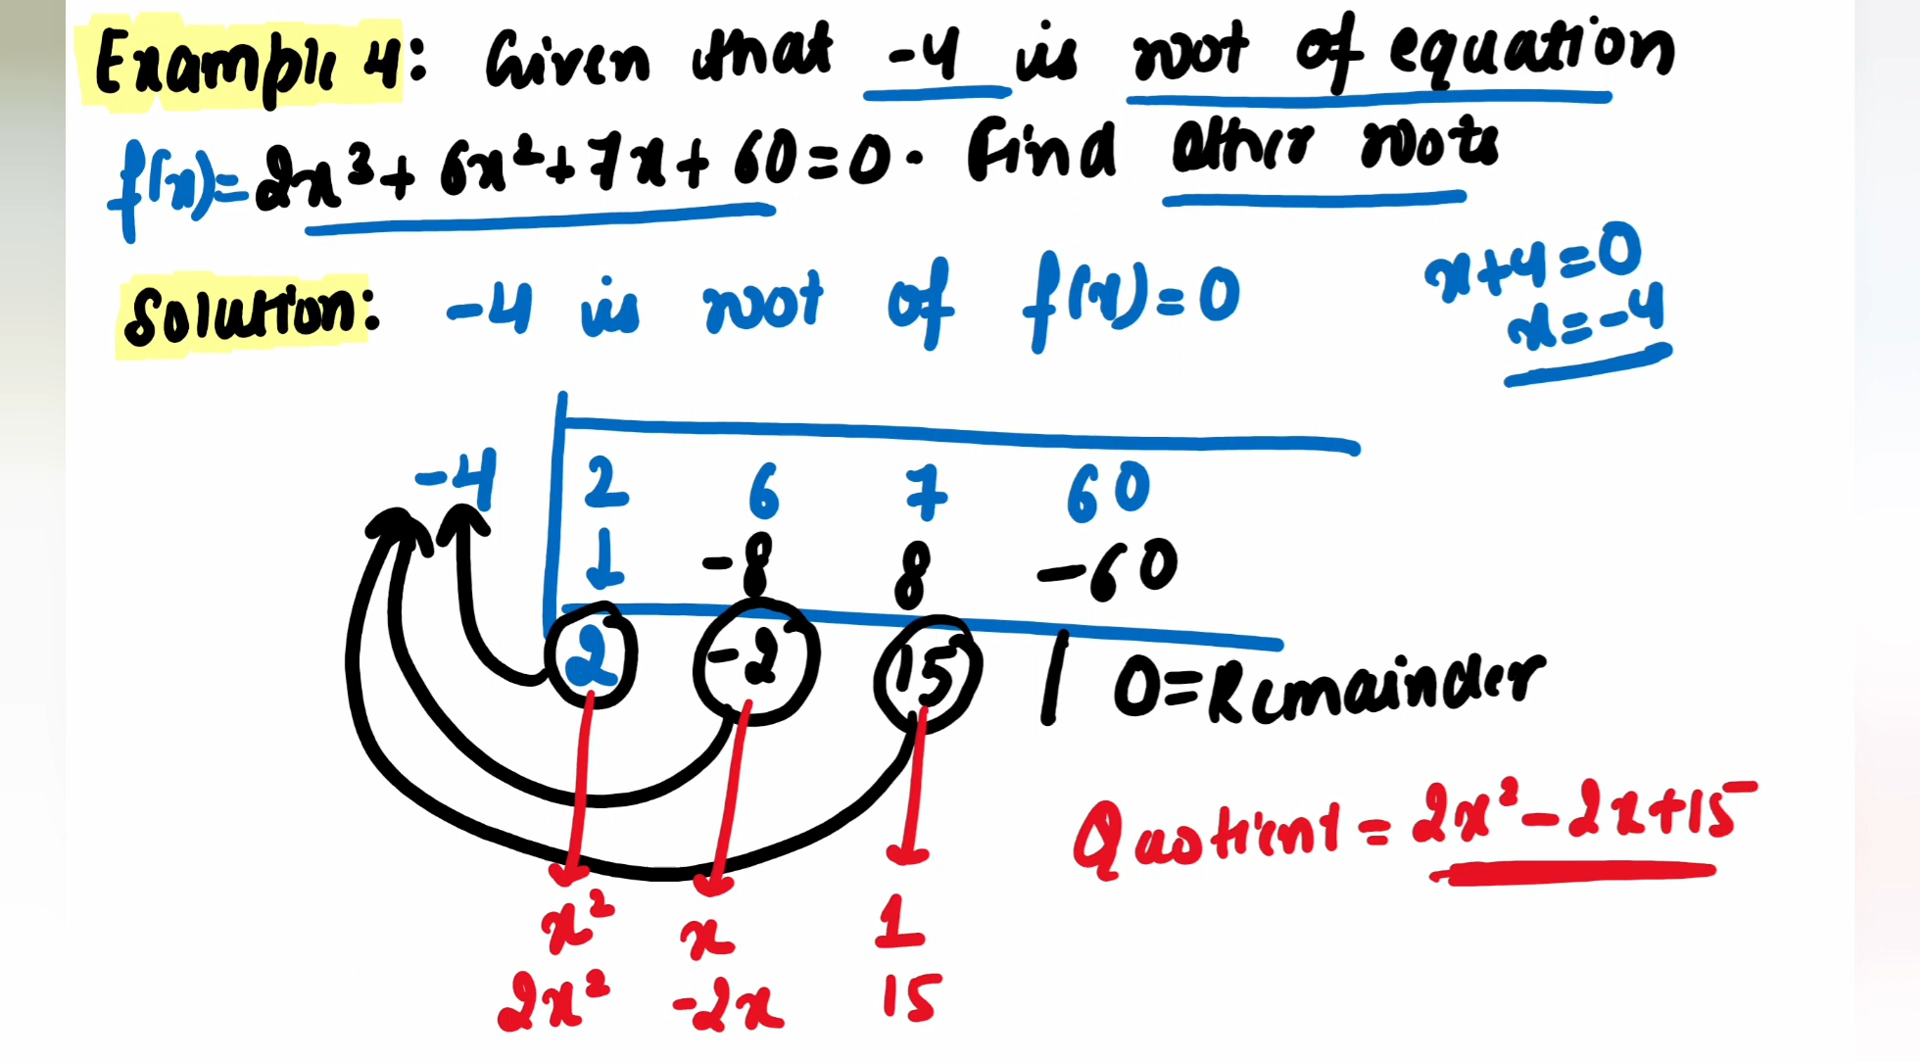 Example 4: Given that -4 is root of equation
f(x)=2x³+6x²+7x+60=0. Find other roots
Solution: -4 is root of f(x)=0
x+4=0
x=-4
-4 2 6 7 60
↓ -8 8 -60
2 -2 15 | 0=Remainder
Quotient = 2x²-2x+15
x² x 1
2x² -2x 15